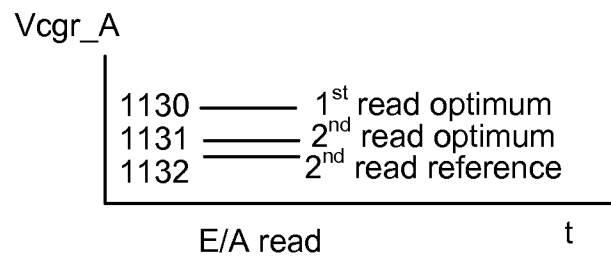 Vcgr_A
1130 1st read optimum
1131 2nd read optimum
1132 2nd read reference
E/A read t